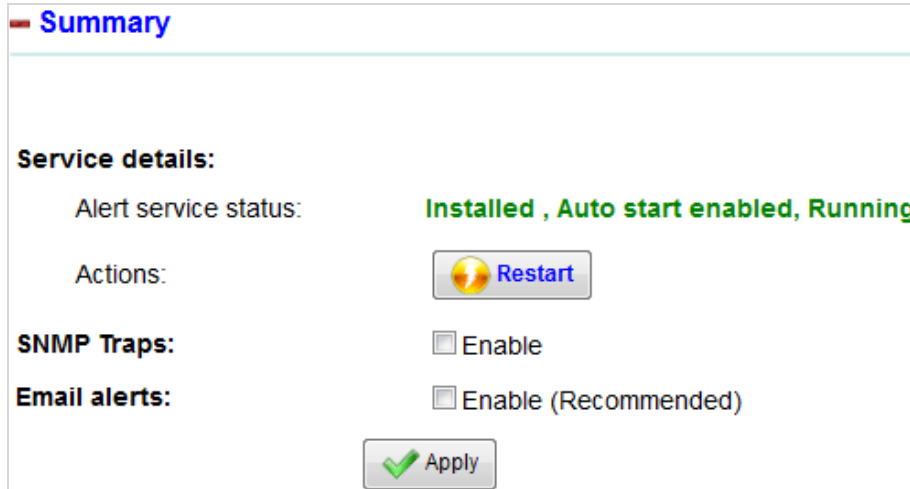 Summary
Service details:
Alert service status: Installed , Auto start enabled, Running
Actions: Restart
SNMP Traps: Enable
Email alerts: Enable (Recommended)
Apply